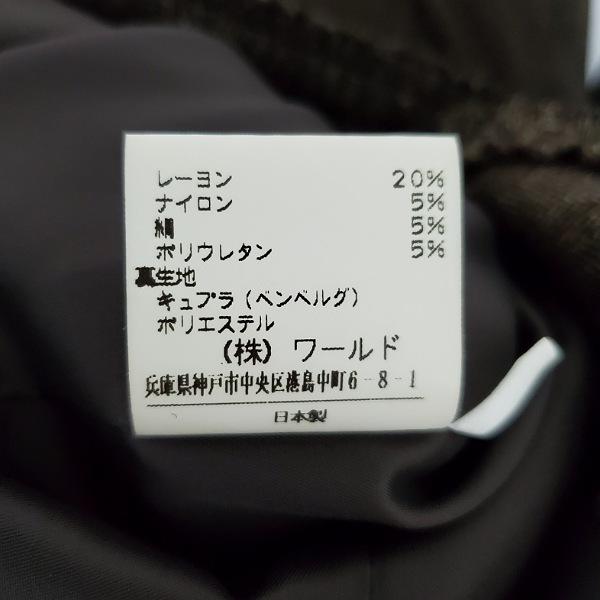 レーヨン 20%
ナイロン 5%
綿 5%
ポリウレタン 5%
裏生地
キュプラ(ベンベルグ)
ポリエステル
(株)ワールド
兵庫県神戸市中央区港島中町6-8-1
日本製